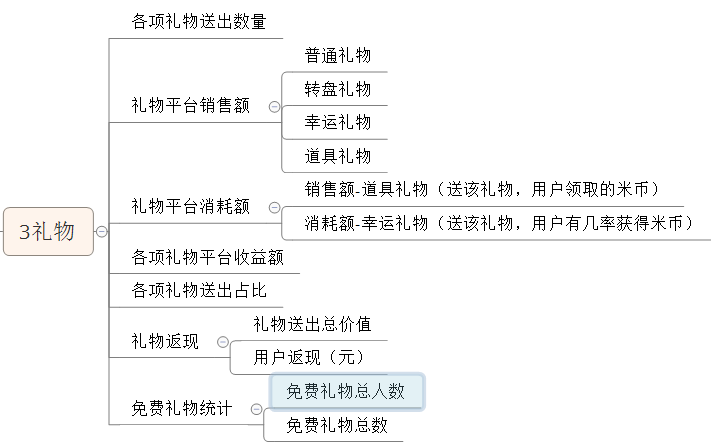 各项礼物送出数量
礼物平台销售额
普通礼物
转盘礼物
幸运礼物
道具礼物
礼物平台消耗额
销售额-道具礼物（送该礼物，用户领取的米币）
消耗额-幸运礼物（送该礼物，用户有几率获得米币）
3礼物
各项礼物平台收益额
各项礼物送出占比
礼物返现
礼物送出总价值
用户返现（元）
免费礼物统计
免费礼物总人数
免费礼物总数